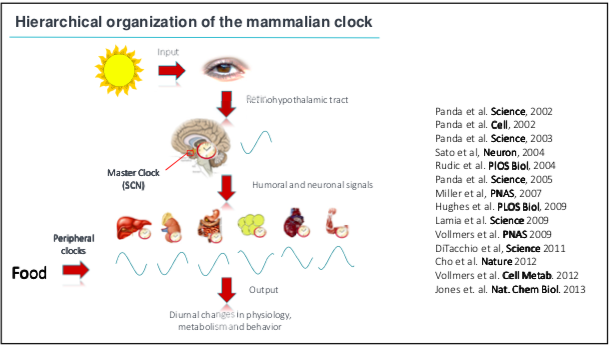 Hierarchical organization of the mammalian clock
Input
Retinohypothalamic tract
Master Clock
(SCN)
Humoral and neuronal signals
Peripheral
clocks
Food
Output
Diurnal changes in physiology,
metabolism and behavior
Panda et al. Science, 2002
Panda et al. Cell, 2002
Panda et al. Science, 2003
Sato et al, Neuron, 2004
Rudic et al. PlOS Biol, 2004
Panda et al. Science, 2005
Miller et al, PNAS, 2007
Hughes et al. PLOS Biol, 2009
Lamia et al. Science 2009
Vollmers et al. PNAS 2009
DiTacchio et al, Science 2011
Cho et al. Nature 2012
Vollmers et al. Cell Metab. 2012
Jones et. al. Nat. Chem Biol. 2013